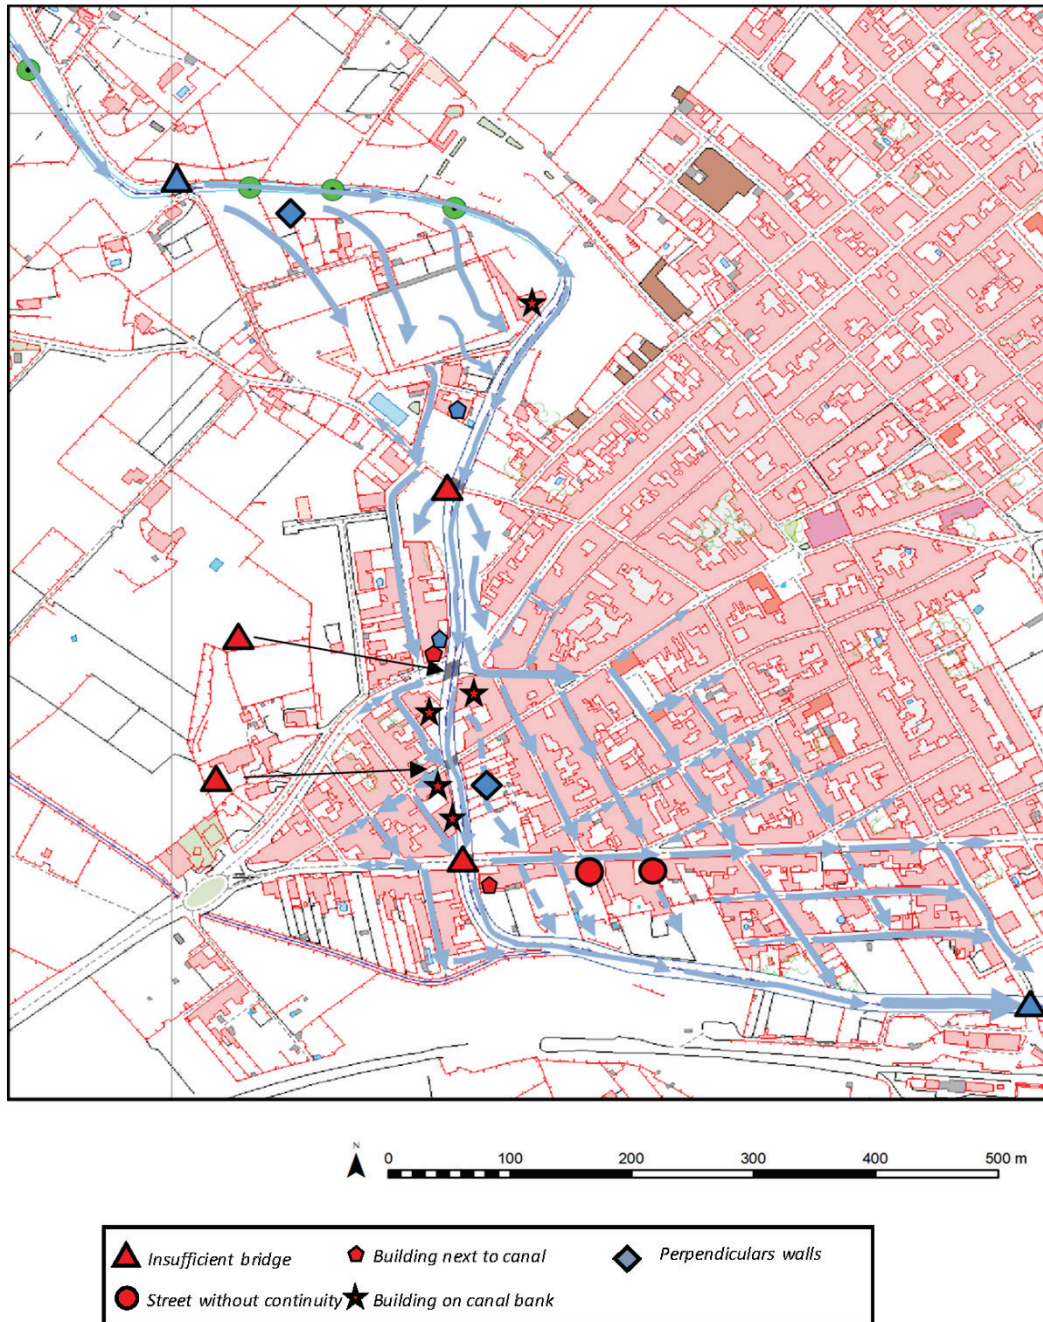 N
0 100 200 300 400 500 m
Insufficient bridge Building next to canal Perpendiculars walls
Street without continuity Building on canal bank